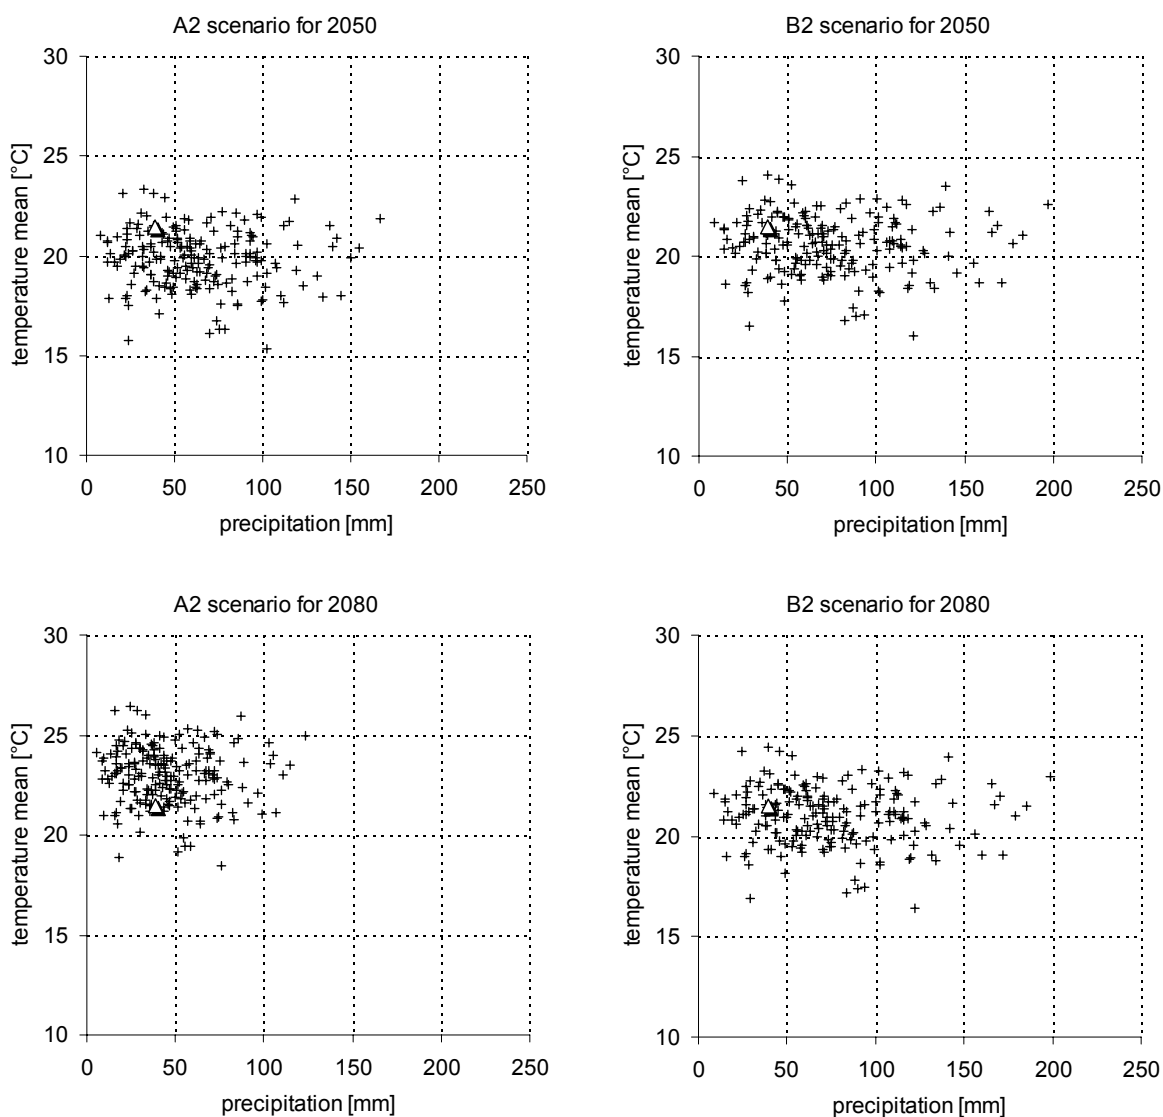 A2 scenario for 2050
30
25
20
15
10
temperature mean [°C]
0 50 100 150 200 250
precipitation [mm]
B2 scenario for 2050
30
25
20
15
10
temperature mean [°C]
0 50 100 150 200 250
precipitation [mm]
A2 scenario for 2080
30
25
20
15
10
temperature mean [°C]
0 50 100 150 200 250
precipitation [mm]
B2 scenario for 2080
30
25
20
15
10
temperature mean [°C]
0 50 100 150 200 250
precipitation [mm]